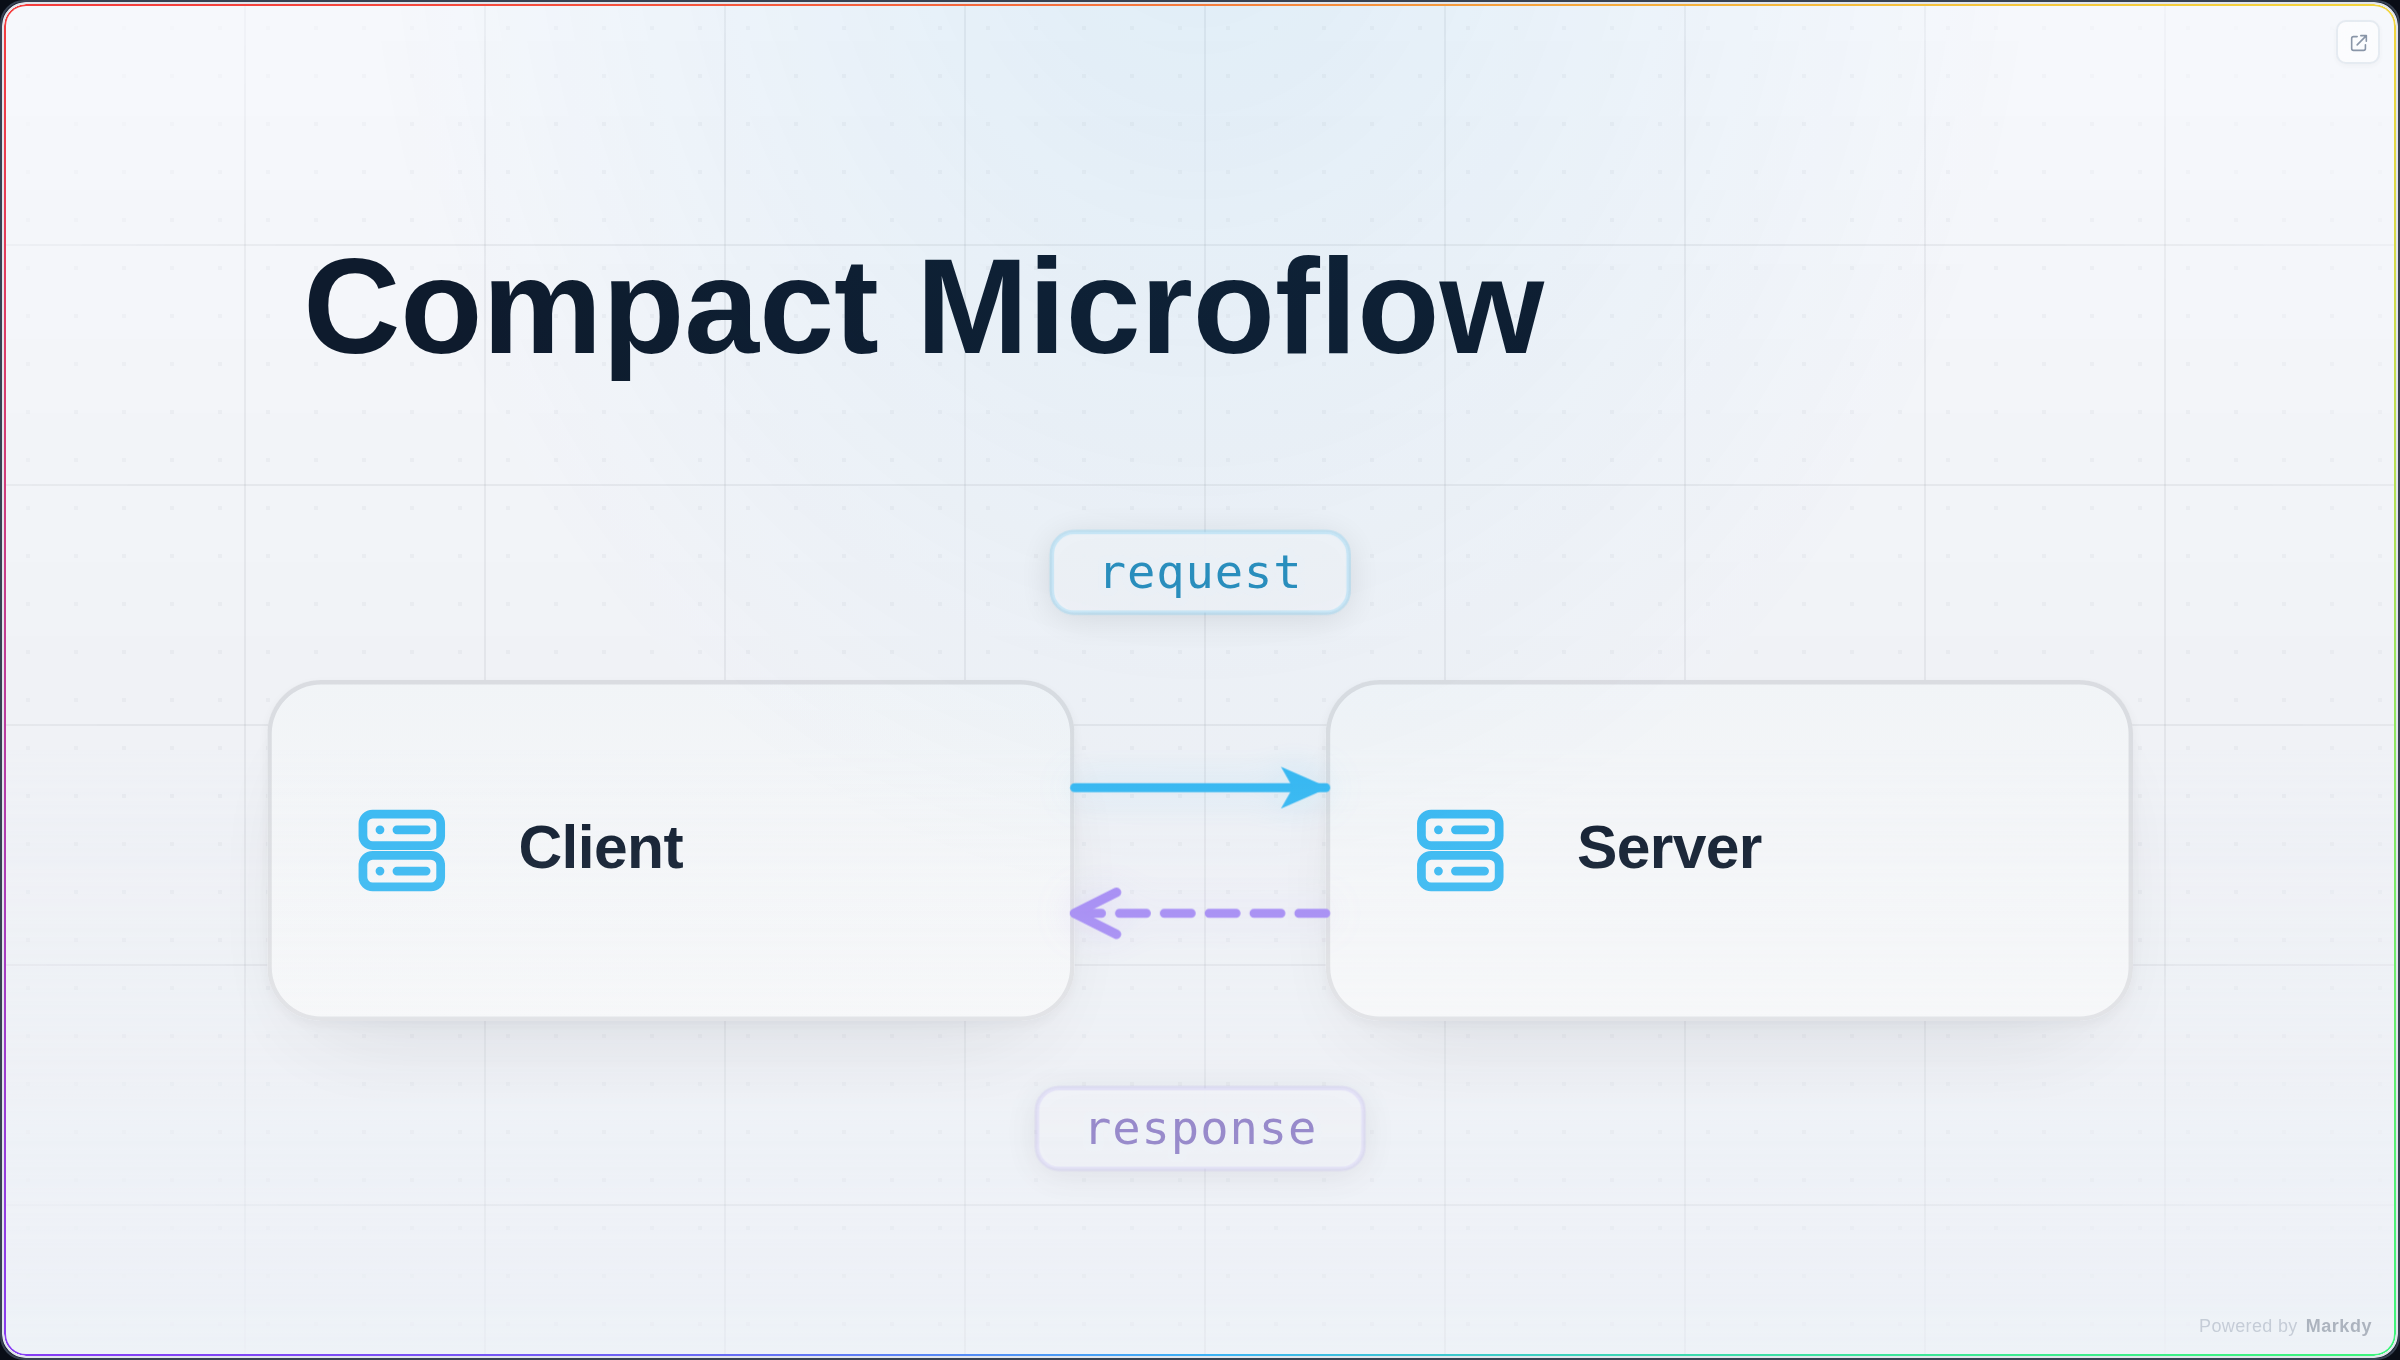 Compact Microflow
request
Client
Server
response
Powered by Markdy